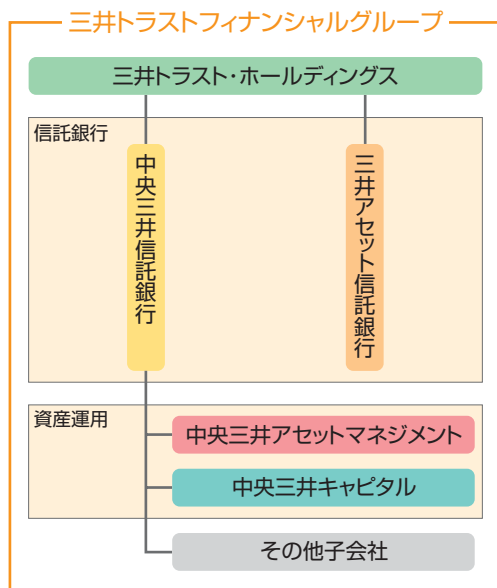 三井トラストフィナンシャルグループ
三井トラスト・ホールディングス
信託銀行
中央三井信託銀行
三井アセット信託銀行
資産運用
中央三井アセットマネジメント
中央三井キャピタル
その他子会社